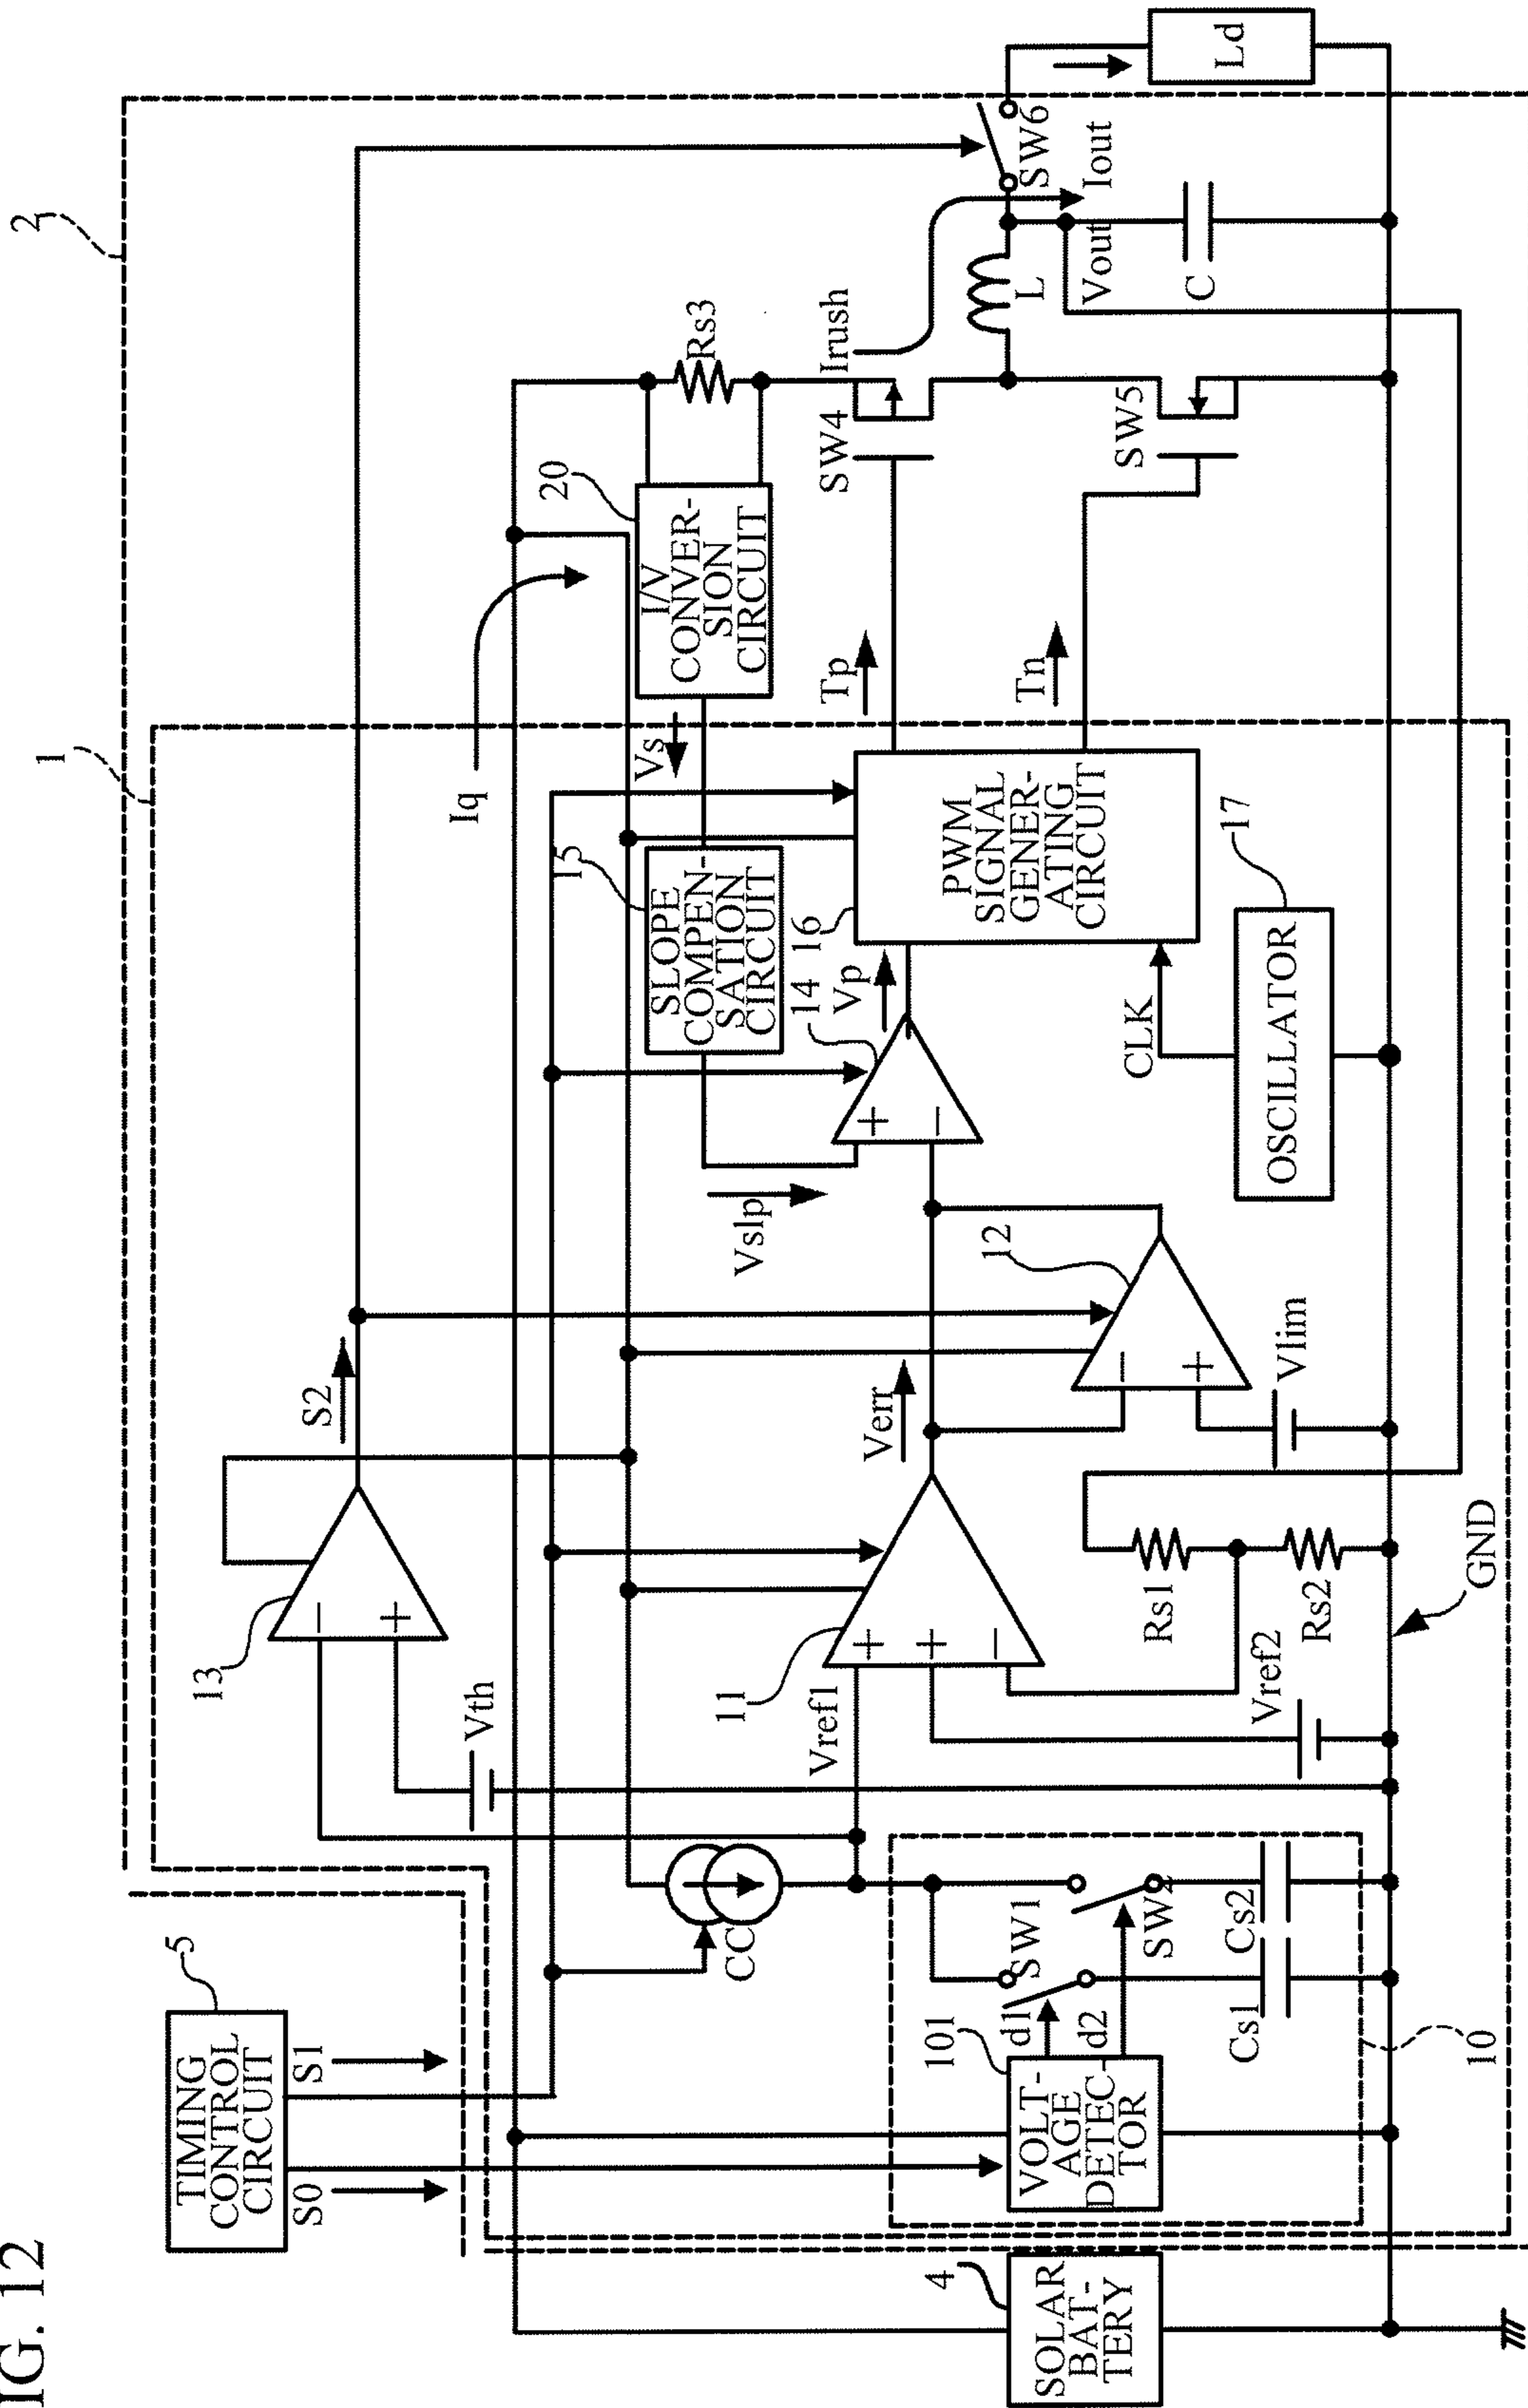 IG. 12
2
1
5
TIMING
CONTROL
CIRCUIT
S0
S1
S2
13
Vth
Iq
20
I/V
CONVER-
SION
CIRCUIT
Rs3
Vs
15
SLOPE
COMPEN-
SATION
CIRCUIT
Vslp
CC
Vref1
11
Verr
12
14
Vp
16
PWM
SIGNAL
GENER-
ATING
CIRCUIT
Tp
Tn
SW4
SW5
Irush
L
SW6
Iout
Vout
C
Ld
4
SOLAR
BAT-
TERY
101
VOLT-
AGE
DETEC-
TOR
d1
d2
SW1
SW2
Cs1
Cs2
10
Vref2
Rs1
Rs2
Vlim
CLK
OSCILLATOR
17
GND
+
−
+
−
+
+
−
−
+